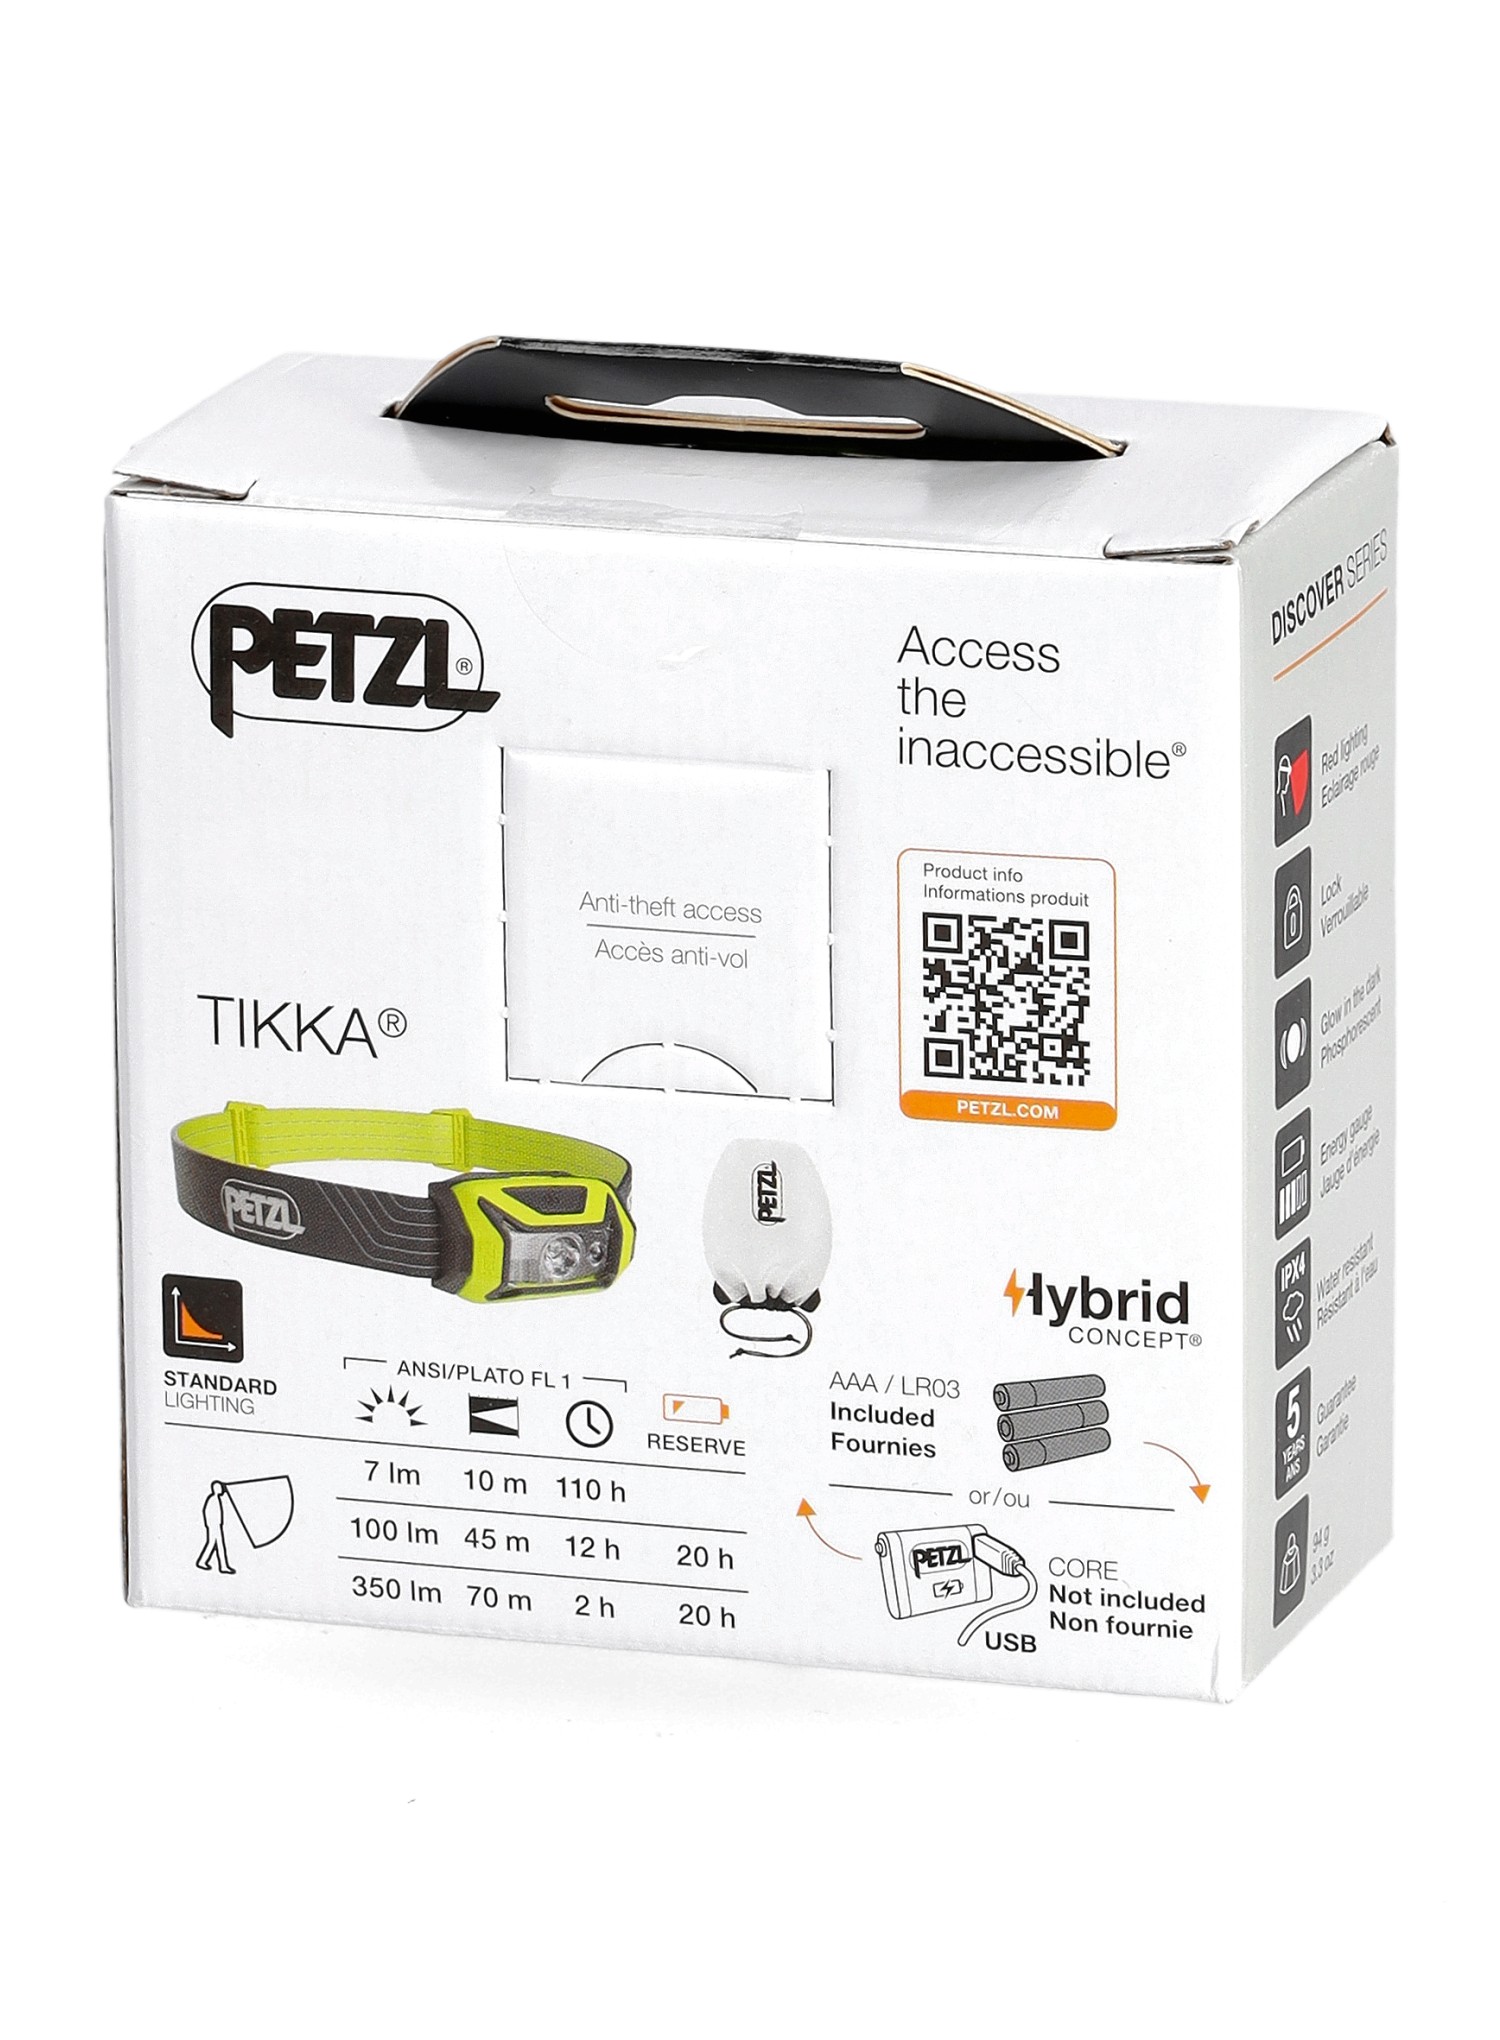 PETZL®
Access
the
inaccessible®
Anti-theft access
Accès anti-vol
Product info
Informations produit
PETZL.COM
TIKKA®
PETZL
PETZL
Hybrid
CONCEPT®
STANDARD
LIGHTING
ANSI/PLATO FL 1
RESERVE
7 lm 10 m 110 h
100 lm 45 m 12 h 20 h
350 lm 70 m 2 h 20 h
AAA / LR03
Included
Fournies
or/ou
PETZL
CORE
Not included
Non fournie
USB
DISCOVER SERIES
Red lighting
Eclairage rouge
Lock
Verrouillable
Glow in the dark
Phosphorescent
Energy gauge
Jauge d'énergie
IPX4
Water resistant
Résistant à l'eau
5
YEARS
ANS
Guarantee
Garantie
94 g
3.3 oz